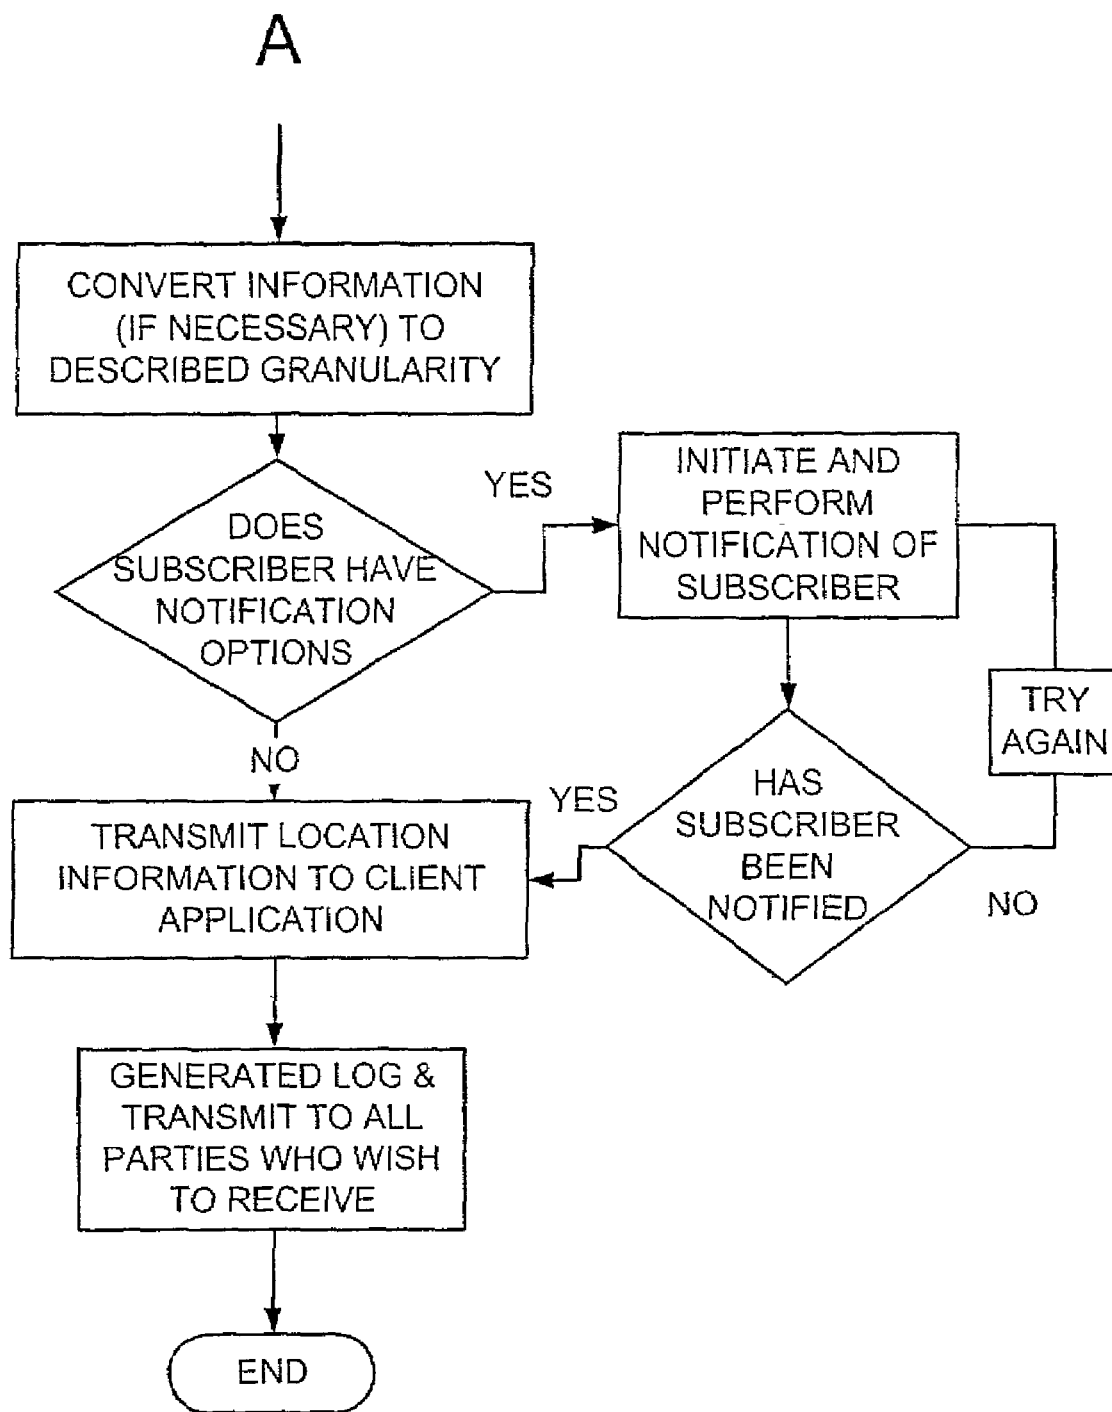 A
CONVERT INFORMATION
(IF NECESSARY) TO
DESCRIBED GRANULARITY
DOES
SUBSCRIBER HAVE
NOTIFICATION
OPTIONS
YES
INITIATE AND
PERFORM
NOTIFICATION OF
SUBSCRIBER
TRY
AGAIN
HAS
SUBSCRIBER
BEEN
NOTIFIED
NO
YES
NO
TRANSMIT LOCATION
INFORMATION TO CLIENT
APPLICATION
GENERATED LOG &
TRANSMIT TO ALL
PARTIES WHO WISH
TO RECEIVE
END